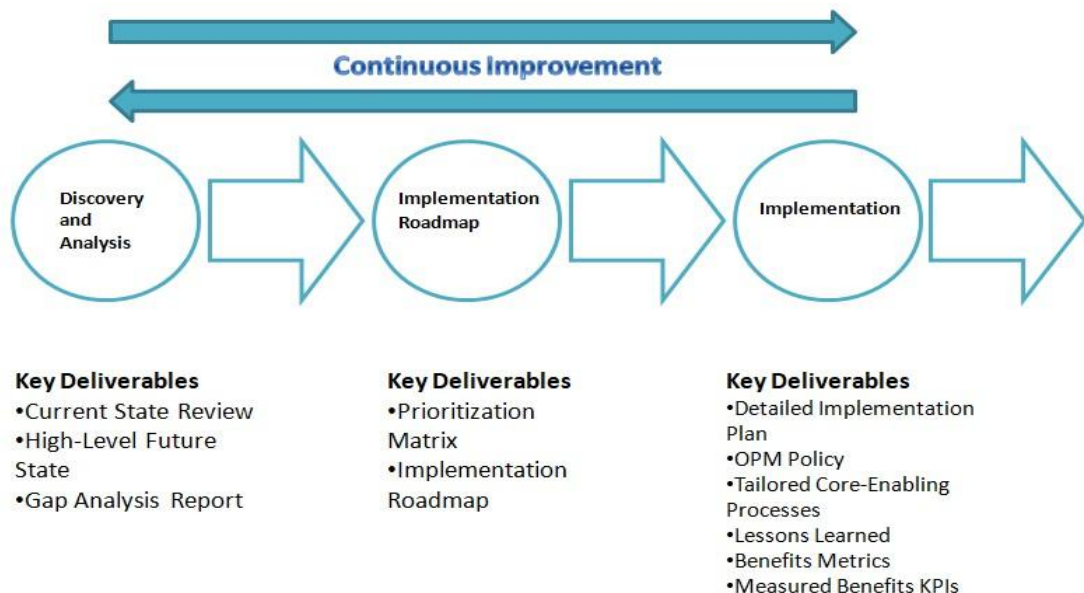 Continuous Improvement
Discovery
and
Analysis
Implementation
Roadmap
Implementation
Key Deliverables
•Current State Review
•High-Level Future
State
•Gap Analysis Report
Key Deliverables
•Prioritization
Matrix
•Implementation
Roadmap
Key Deliverables
•Detailed Implementation
Plan
•OPM Policy
•Tailored Core-Enabling
Processes
•Lessons Learned
•Benefits Metrics
•Measured Benefits KPIs